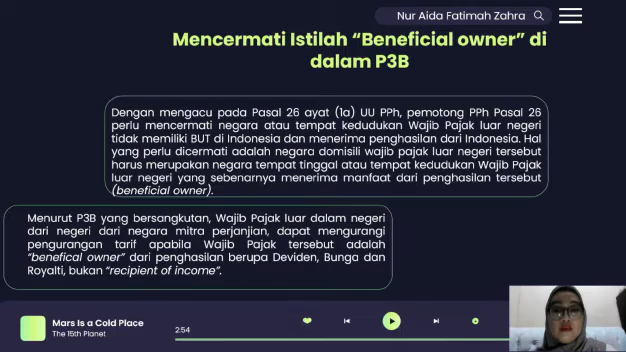 Nur Aida Fatimah Zahra
Mencermati Istilah “Beneficial owner” di
dalam P3B
Dengan mengacu pada Pasal 26 ayat (1a) UU PPh, pemotong PPh Pasal 26
perlu mencermati negara atau tempat kedudukan Wajib Pajak luar negeri
tidak memiliki BUT di Indonesia dan menerima penghasilan dari Indonesia. Hal
yang perlu dicermati adalah negara domisili wajib pajak luar negeri tersebut
harus merupakan negara tempat tinggal atau tempat kedudukan Wajib Pajak
luar negeri yang sebenarnya menerima manfaat dari penghasilan tersebut
(beneficial owner).
Menurut P3B yang bersangkutan, Wajib Pajak luar dalam negeri
dari negeri dari negara mitra perjanjian, dapat mengurangi
pengurangan tarif apabila Wajib Pajak tersebut adalah
“benefical owner” dari penghasilan berupa Deviden, Bunga dan
Royalti, bukan “recipient of income”.
Mars Is a Cold Place
The 15th Planet
2:54